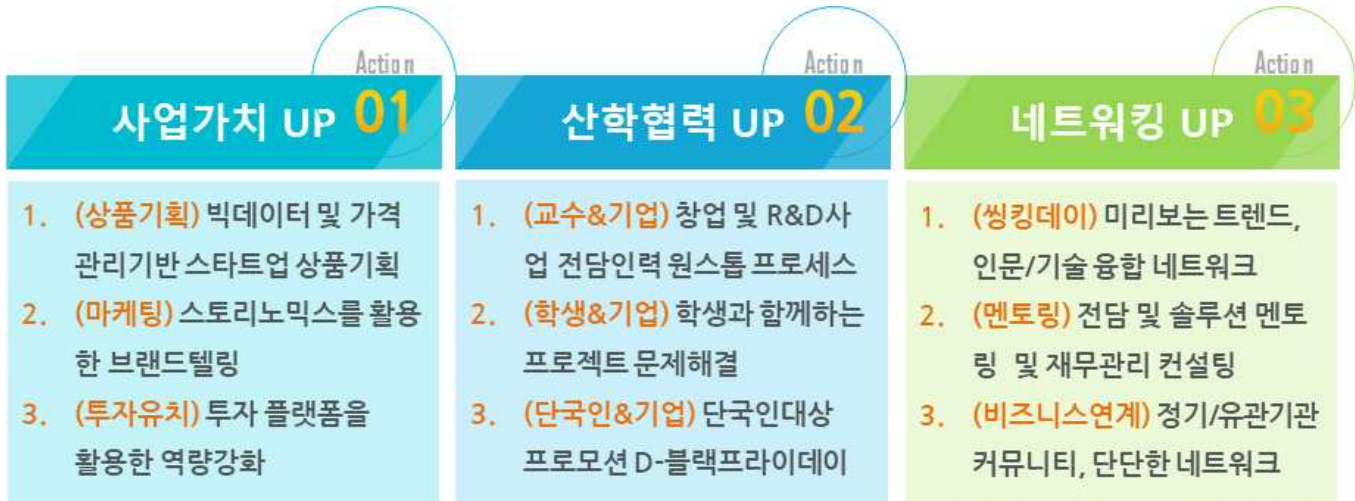 Action
사업가치 UP 01
1. (상품기획) 빅데이터 및 가격
관리기반 스타트업 상품기획
2. (마케팅) 스토리노믹스를 활용
한 브랜드텔링
3. (투자유치) 투자 플랫폼을
활용한 역량강화
Action
산학협력 UP 02
1. (교수&기업) 창업 및 R&D사
업 전담인력 원스톱 프로세스
2. (학생&기업) 학생과 함께하는
프로젝트 문제해결
3. (단국인&기업) 단국인대상
프로모션 D-블랙프라이데이
Action
네트워킹 UP 03
1. (씽킹데이) 미리보는 트렌드,
인문/기술 융합 네트워크
2. (멘토링) 전담 및 솔루션 멘토
링 및 재무관리 컨설팅
3. (비즈니스연계) 정기/유관기관
커뮤니티, 단단한 네트워크